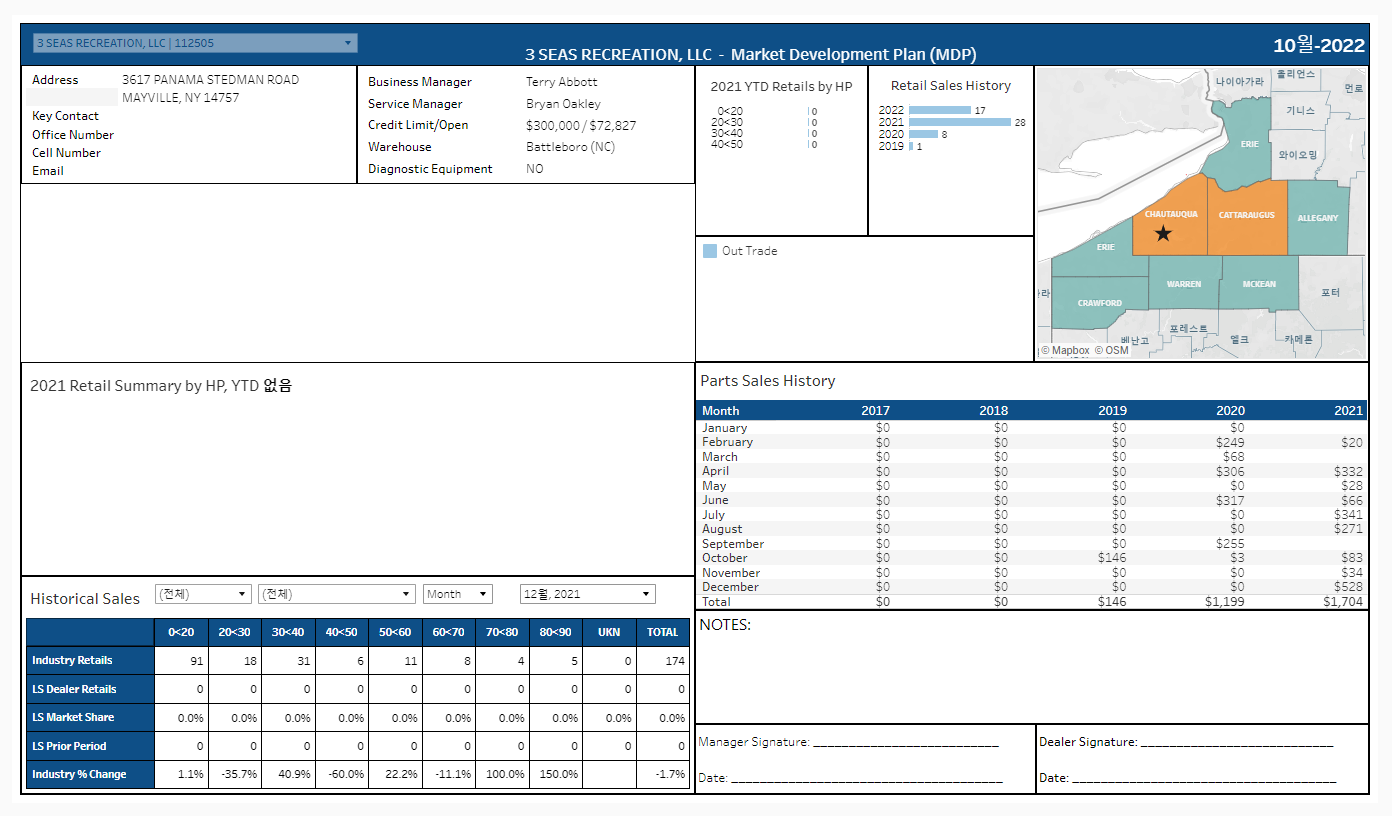 3 SEAS RECREATION, LLC | 112505
3 SEAS RECREATION, LLC - Market Development Plan (MDP)
10월-2022
Address 3617 PANAMA STEDMAN ROAD
MAYVILLE, NY 14757
Key Contact
Office Number
Cell Number
Email
Business Manager Terry Abbott
Service Manager Bryan Oakley
Credit Limit/Open $300,000 / $72,827
Warehouse Battleboro (NC)
Diagnostic Equipment NO
2021 YTD Retails by HP
0<20 0
20<30 0
30<40 0
40<50 0
Retail Sales History
2022 17
2021 28
2020 8
2019 1
Out Trade
나이아가라
올리언스
먼로
기니스
ERIE
와이오밍
CHAUTAUQUA
CATTARAUGUS
ALLEGANY
ERIE
WARREN
MCKEAN
라
CRAWFORD
포터
포레스트
베난고
엘크
카메론
© Mapbox © OSM
2021 Retail Summary by HP, YTD 없음
Parts Sales History
Month 2017 2018 2019 2020 2021
January $0 $0 $0 $0
February $0 $0 $0 $249 $20
March $0 $0 $0 $68
April $0 $0 $0 $306 $332
May $0 $0 $0 $0 $28
June $0 $0 $0 $317 $66
July $0 $0 $0 $0 $341
August $0 $0 $0 $0 $271
September $0 $0 $0 $255
October $0 $0 $146 $3 $83
November $0 $0 $0 $0 $34
December $0 $0 $0 $0 $528
Total $0 $0 $146 $1,199 $1,704
Historical Sales (전체) (전체) Month 12월, 2021
0<20 20<30 30<40 40<50 50<60 60<70 70<80 80<90 UKN TOTAL
Industry Retails 91 18 31 6 11 8 4 5 0 174
LS Dealer Retails 0 0 0 0 0 0 0 0 0 0
LS Market Share 0.0% 0.0% 0.0% 0.0% 0.0% 0.0% 0.0% 0.0% 0.0% 0.0%
LS Prior Period 0 0 0 0 0 0 0 0 0 0
Industry % Change 1.1% -35.7% 40.9% -60.0% 22.2% -11.1% 100.0% 150.0% -1.7%
NOTES:
Manager Signature: ___________________________
Date: ________________________________________
Dealer Signature: ____________________________
Date: _______________________________________